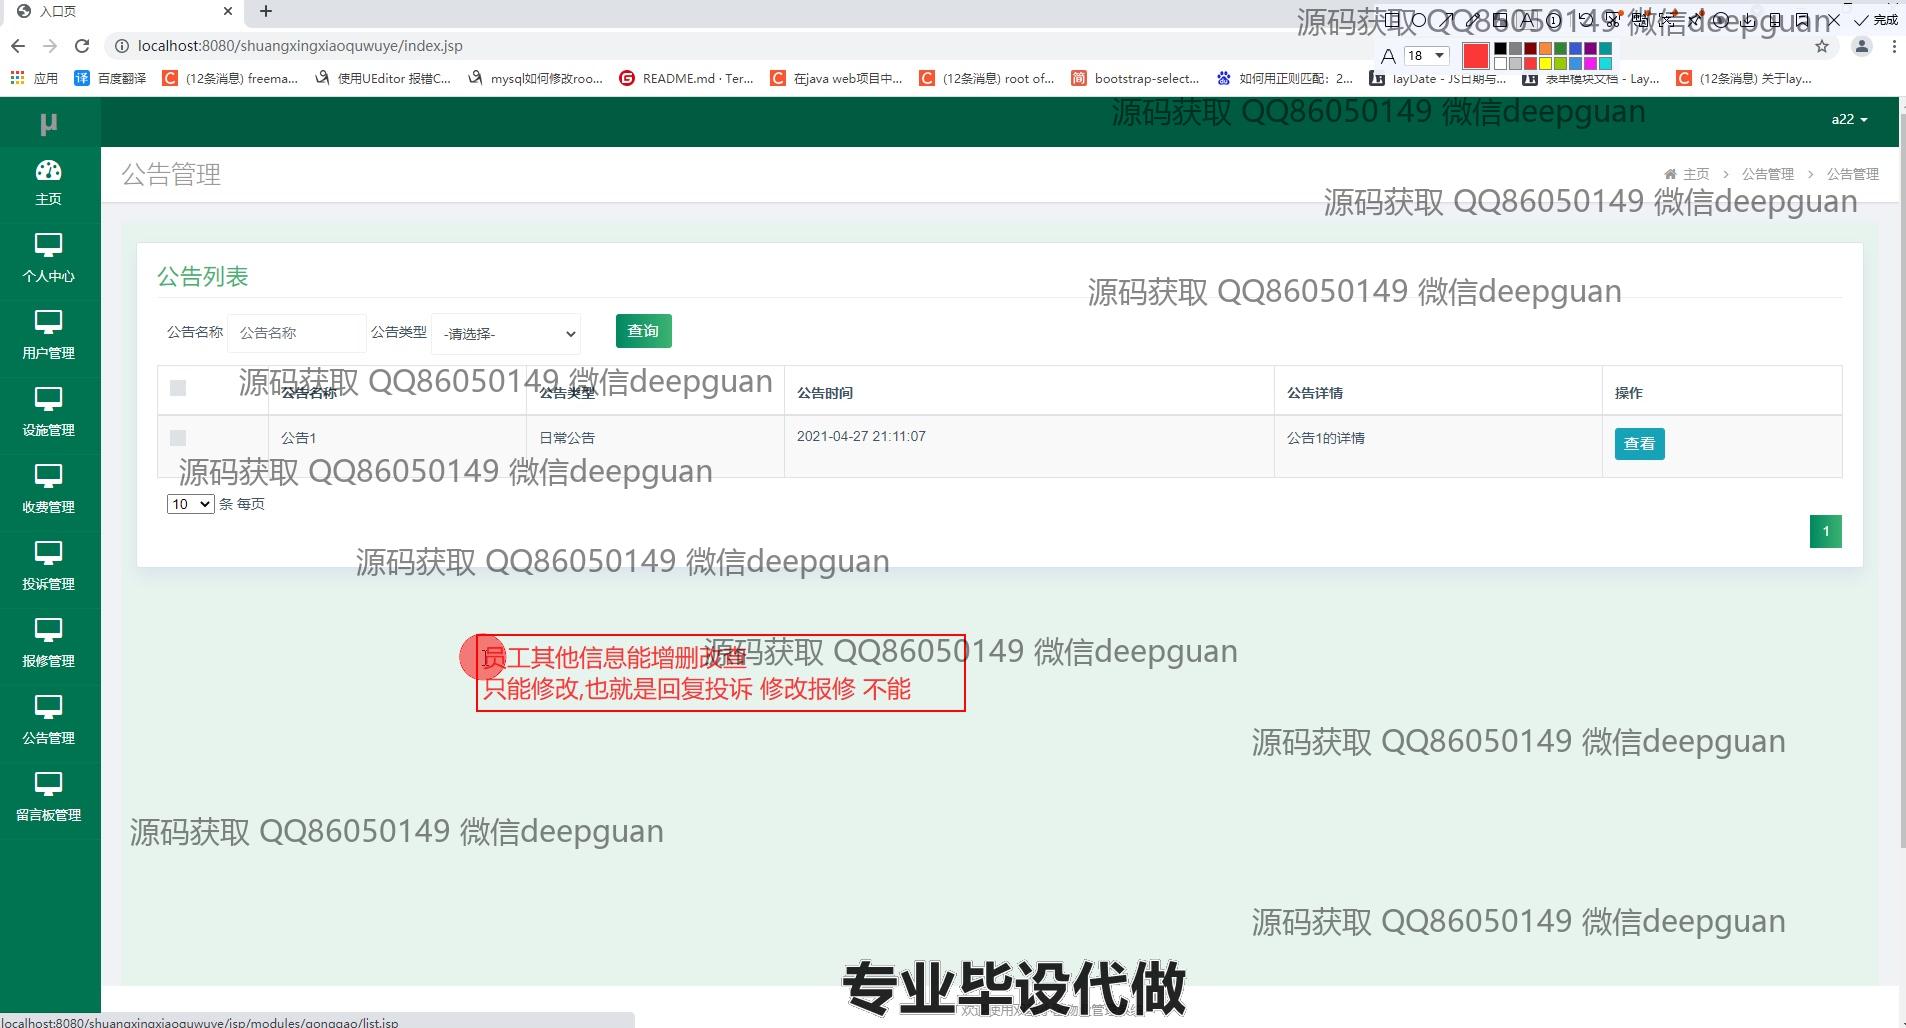 入口页
完成
localhost:8080/shuangxingxiaoquwuye/index.jsp
A 18
应用 百度翻译 (12条消息) freema... 使用UEditor 报错C... mysql如何修改roo... README.md · Ter... 在java web项目中... (12条消息) root of... bootstrap-select... 如何用正则匹配：2... layDate - JS日期与... 表单模块文档 - Lay... (12条消息) 关于lay...
源码获取 QQ86050149 微信deepguan
源码获取 QQ86050149 微信deepguan
μ
a22
主页
公告管理
主页 > 公告管理 > 公告管理
源码获取 QQ86050149 微信deepguan
个人中心
公告列表
源码获取 QQ86050149 微信deepguan
用户管理
公告名称 公告名称 公告类型 -请选择- 查询
源码获取 QQ86050149 微信deepguan
公告名称 公告类型 公告时间 公告详情 操作
设施管理
公告1 日常公告 2021-04-27 21:11:07 公告1的详情 查看
源码获取 QQ86050149 微信deepguan
收费管理
10 条 每页
1
源码获取 QQ86050149 微信deepguan
投诉管理
源码获取 QQ86050149 微信deepguan
员工其他信息能增删改查
只能修改,也就是回复投诉 修改报修 不能
报修管理
公告管理
源码获取 QQ86050149 微信deepguan
留言板管理
源码获取 QQ86050149 微信deepguan
源码获取 QQ86050149 微信deepguan
专业毕设代做
localhost:8080/shuangxingxiaoquwuye/jsp/modules/gonggao/list.jsp